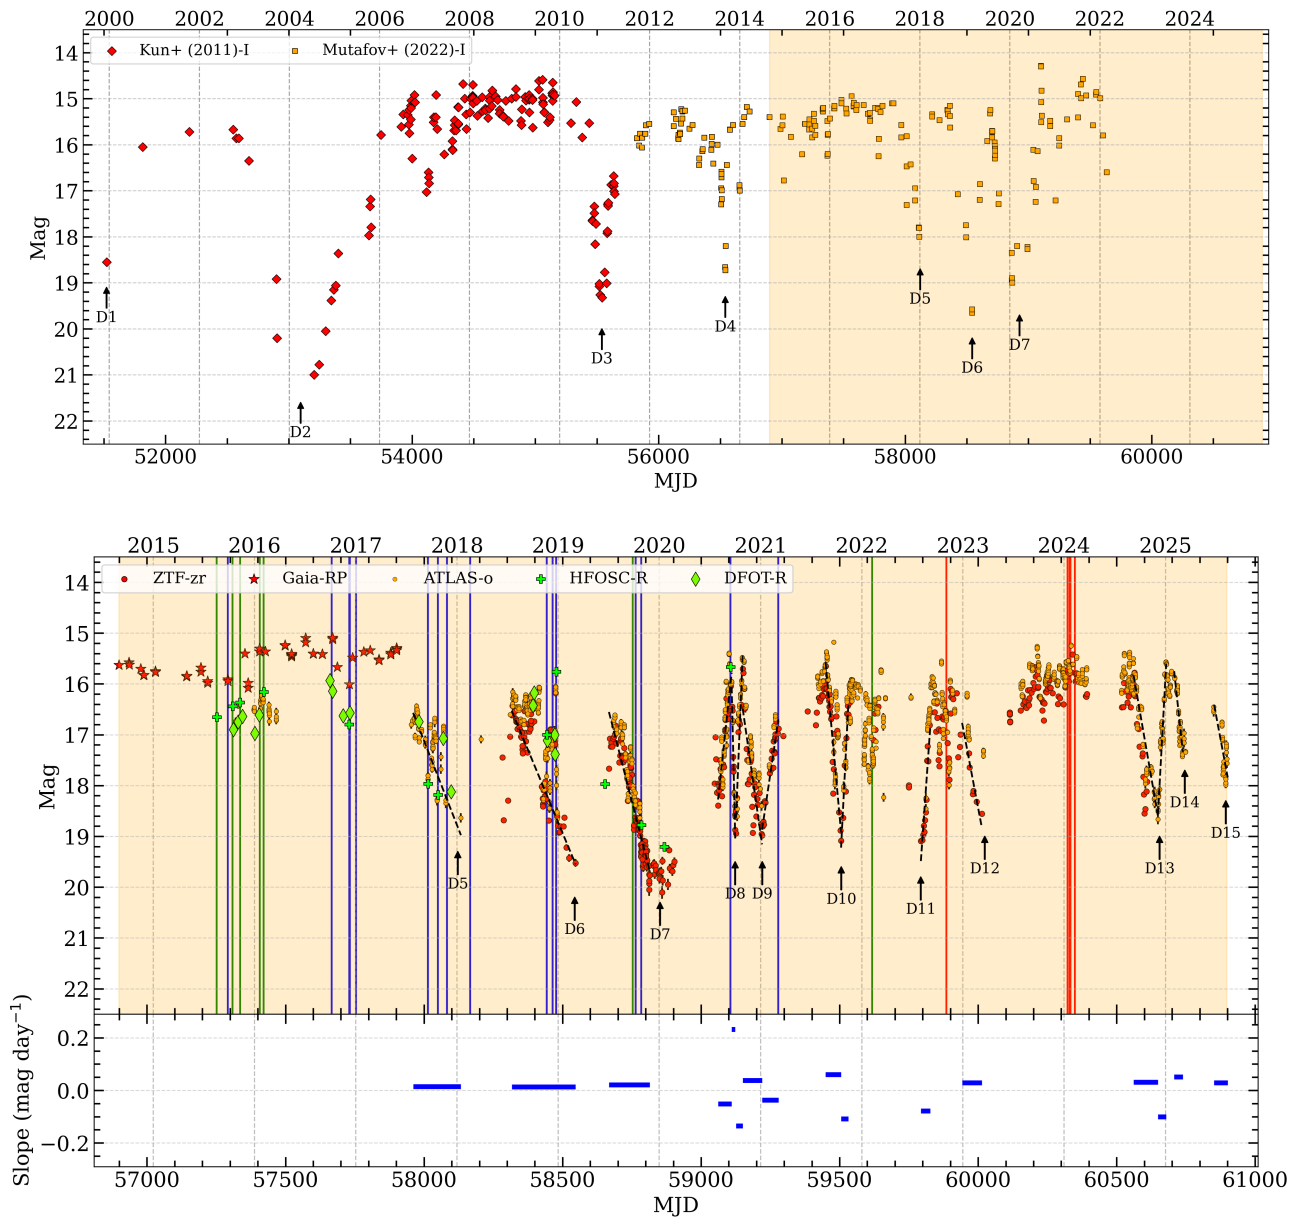 2000 2002 2004 2006 2007 2008 2010 2011 2012 2014 2016 2018 2020 2022 2024
14
15
16
17
18
19
20
21
22
Mag
Kun+ (2011)-I Mutafov+ (2022)-I
D1
D2
D3
D4
D5
D6
D7
52000 54000 56000 58000 60000
MJD
2015 2016 2017 2018 2019 2020 2021 2022 2023 2024 2025
14
15
16
17
18
19
20
21
22
Mag
ZTF-zr Gaia-RP ATLAS-o HFOSC-R DFOT-R
D5
D6
D7
D8 D9
D10
D11
D12
D13
D14
D15
0.2
0.0
−0.2
Slope (mag day⁻¹)
57000 57500 58000 58500 59000 59500 60000 60500 61000
MJD